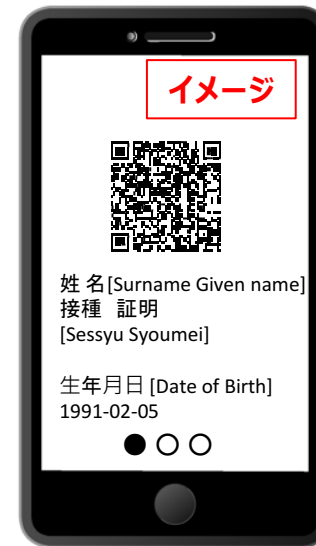 イメージ
姓 名[Surname Given name]
接種　証明
[Sessyu Syoumei]
生年月日 [Date of Birth]
1991-02-05